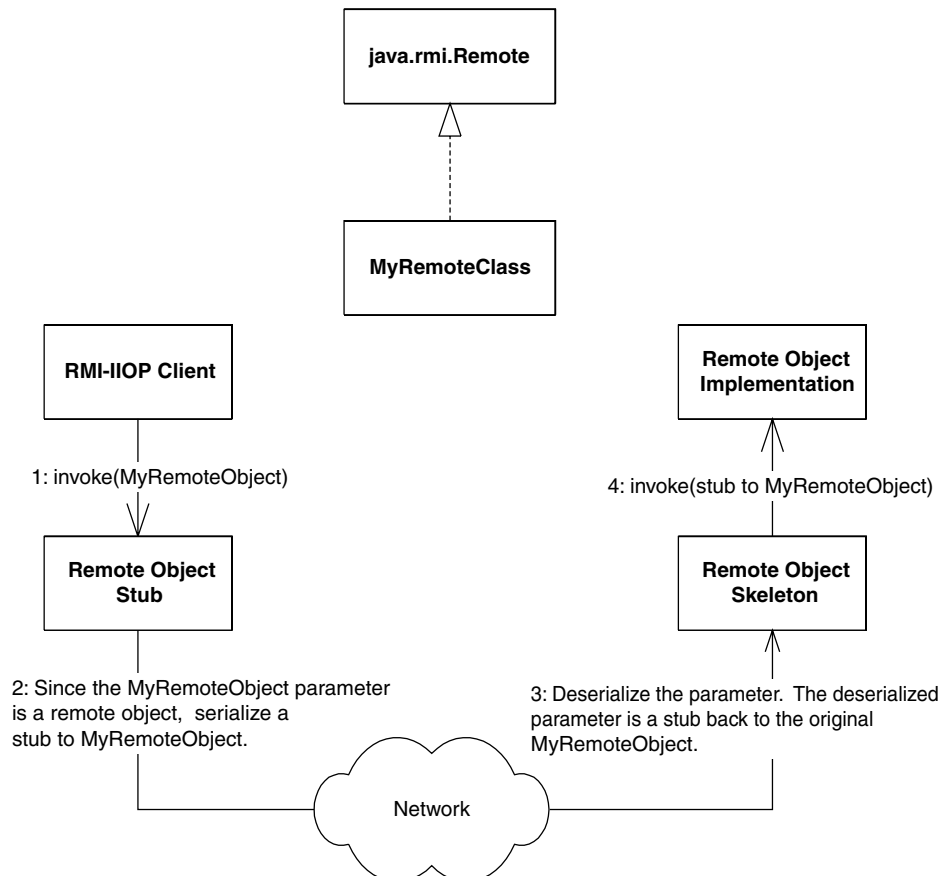 java.rmi.Remote
MyRemoteClass
RMI-IIOP Client
Remote Object
Implementation
1: invoke(MyRemoteObject)
4: invoke(stub to MyRemoteObject)
Remote Object
Stub
Remote Object
Skeleton
2: Since the MyRemoteObject parameter
is a remote object, serialize a
stub to MyRemoteObject.
3: Deserialize the parameter. The deserialized
parameter is a stub back to the original
MyRemoteObject.
Network